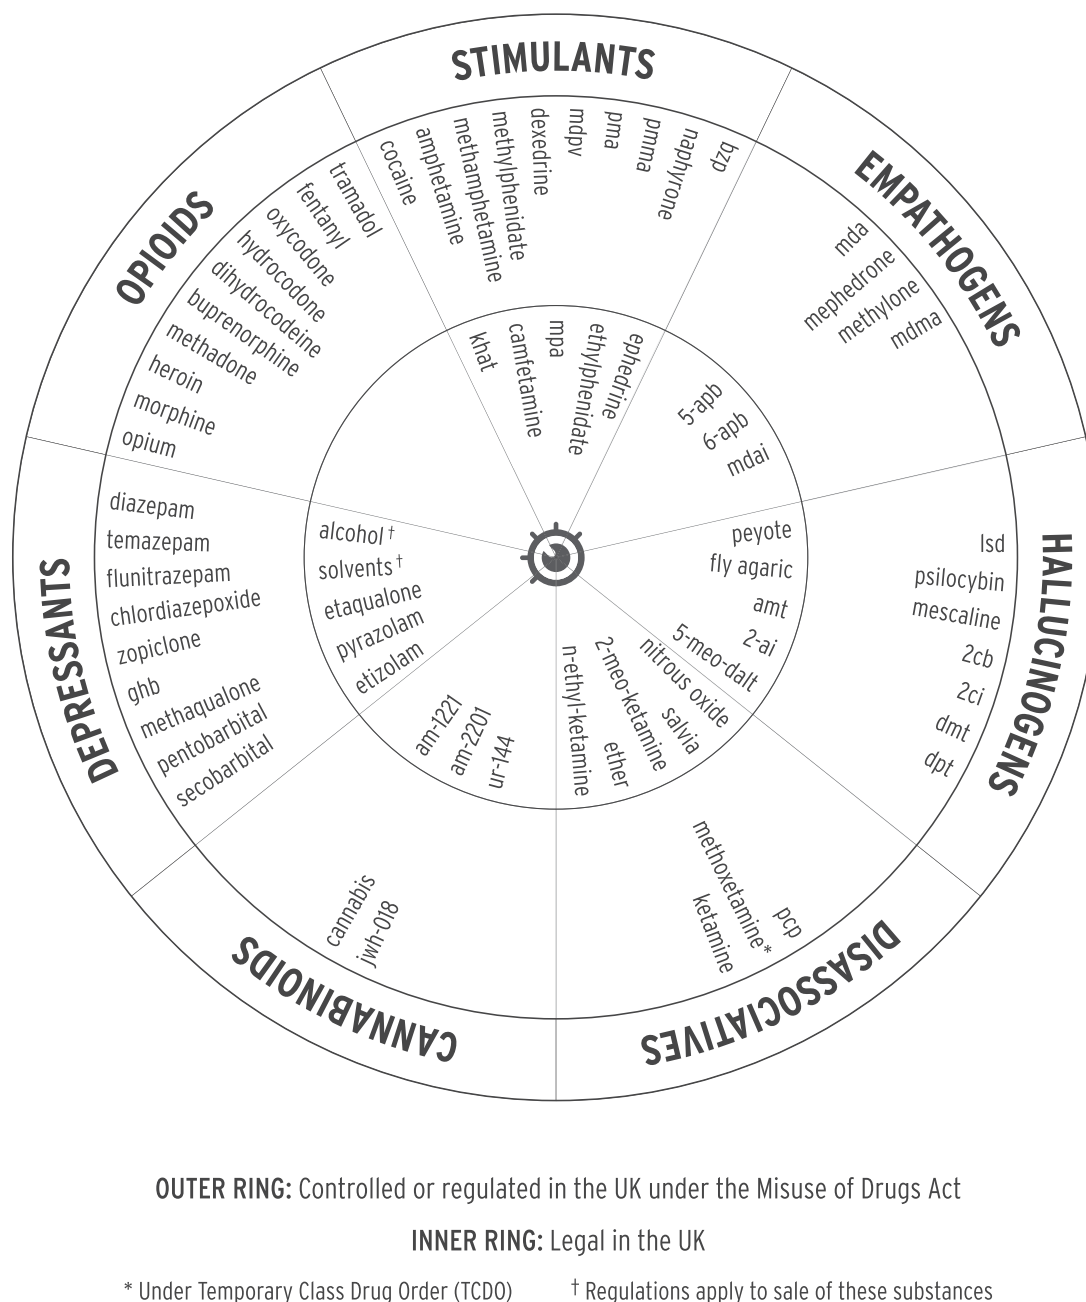 STIMULANTS
cocaine
amphetamine
methamphetamine
methylphenidate
dexedrine
mdpv
pma
pmma
naphyrone
bzp
khat
camfetamine
mpa
ethylphenidate
ephedrine
EMPATHOGENS
mda
mephedrone
methylone
mdma
5-apb
6-apb
mdai
HALLUCINOGENS
lsd
psilocybin
mescaline
2cb
2ci
dmt
dpt
peyote
fly agaric
amt
2-ai
5-meo-dalt
DISASSOCIATIVES
pcp
methoxetamine*
ketamine
nitrous oxide
salvia
2-meo-ketamine
ether
n-ethyl-ketamine
CANNABINOIDS
cannabis
jwh-018
am-1221
am-2201
ur-144
DEPRESSANTS
diazepam
temazepam
flunitrazepam
chlordiazepoxide
zopiclone
ghb
methaqualone
pentobarbital
secobarbital
alcohol†
solvents†
etaqualone
pyrazolam
etizolam
OPIOIDS
tramadol
fentanyl
oxycodone
hydrocodone
dihydrocodeine
buprenorphine
methadone
heroin
morphine
opium
OUTER RING: Controlled or regulated in the UK under the Misuse of Drugs Act
INNER RING: Legal in the UK
* Under Temporary Class Drug Order (TCDO) † Regulations apply to sale of these substances